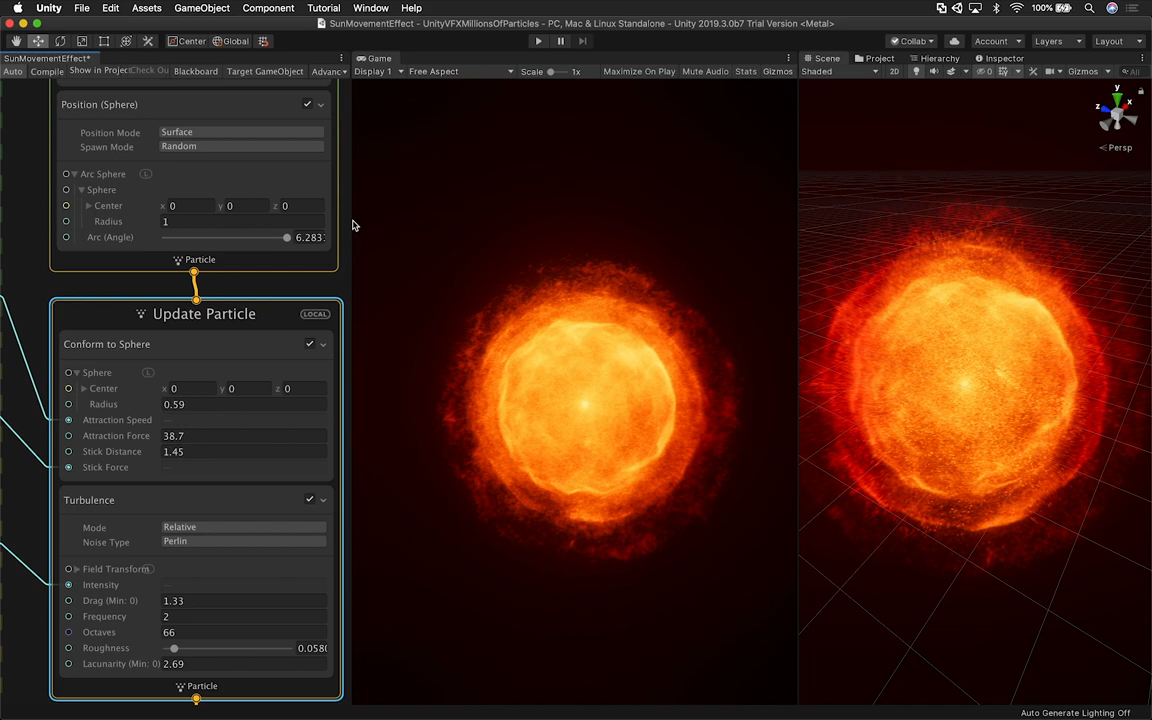 Unity File Edit Assets GameObject Component Tutorial Window Help 100%
SunMovementEffect - UnityVFXMillionsOfParticles - PC, Mac & Linux Standalone - Unity 2019.3.0b7 Trial Version <Metal>
Center Global Collab Account Layers Layout
SunMovementEffect* Game Scene Project Hierarchy Inspector
Auto Compile Show in Project Check Out Blackboard Target GameObject Advanc Display 1 Free Aspect Scale 1x Maximize On Play Mute Audio Stats Gizmos Shaded 2D 0 Gizmos All
Position (Sphere)
Position Mode Surface
Spawn Mode Random
Arc Sphere L
Sphere
Center x 0 y 0 z 0
Radius 1
Arc (Angle) 6.283
Particle
Update Particle LOCAL
Conform to Sphere
Sphere L
Center x 0 y 0 z 0
Radius 0.59
Attraction Speed
Attraction Force 38.7
Stick Distance 1.45
Stick Force
Turbulence
Mode Relative
Noise Type Perlin
Field Transform
Intensity
Drag (Min: 0) 1.33
Frequency 2
Octaves 66
Roughness 0.058
Lacunarity (Min: 0) 2.69
Particle
y
x
z
Persp
Auto Generate Lighting Off